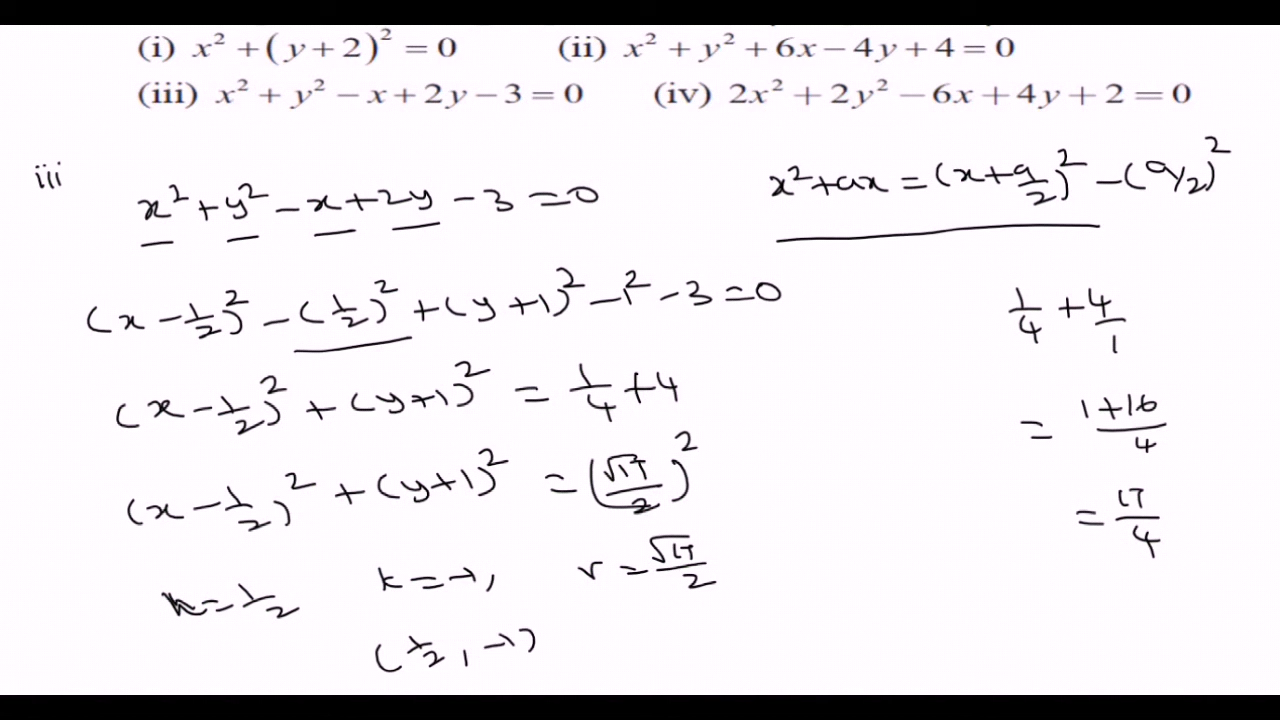 (i) x² + (y+2)² = 0 (ii) x² + y² + 6x − 4y + 4 = 0
(iii) x² + y² − x + 2y − 3 = 0 (iv) 2x² + 2y² − 6x + 4y + 2 = 0
iii
x² + y² − x + 2y − 3 = 0
x² + ax = (x + a/2)² − (a/2)²
(x − 1/2)² − (1/2)² + (y + 1)² − 1² − 3 = 0
1/4 + 4/1
(x − 1/2)² + (y+1)² = 1/4 + 4
= (1+16)/4
(x − 1/2)² + (y+1)² = (√17/2)²
= 17/4
h = 1/2 k = −1, r = √17/2
(1/2, −1)